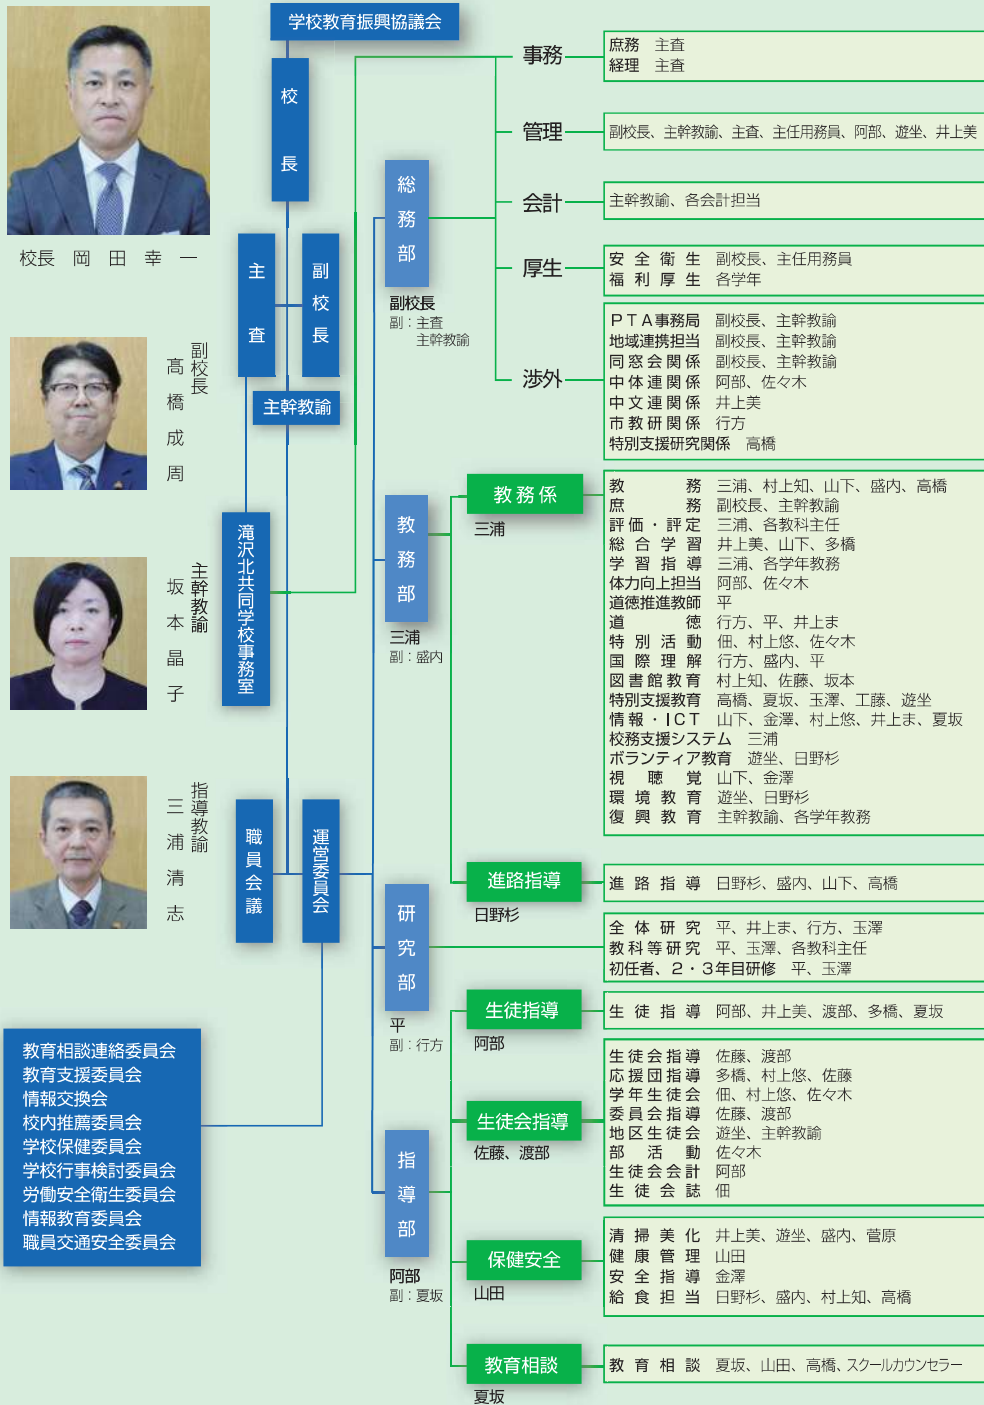 学校教育振興協議会
校長
主査
副校長
主幹教諭
滝沢北共同学校事務室
職員会議
運営委員会
校長 岡田幸一
副校長
髙橋成周
主幹教諭
坂本晶子
指導教諭
三浦清志
教育相談連絡委員会
教育支援委員会
情報交換会
校内推薦委員会
学校保健委員会
学校行事検討委員会
労働安全衛生委員会
情報教育委員会
職員交通安全委員会
総務部
副校長
副：主査
主幹教諭
事務
庶務 主査
経理 主査
管理
副校長、主幹教諭、主査、主任用務員、阿部、遊坐、井上美
会計
主幹教諭、各会計担当
厚生
安全衛生 副校長、主任用務員
福利厚生 各学年
渉外
ＰＴＡ事務局 副校長、主幹教諭
地域連携担当 副校長、主幹教諭
同窓会関係 副校長、主幹教諭
中体連関係 阿部、佐々木
中文連関係 井上美
市教研関係 行方
特別支援研究関係 高橋
教務部
三浦
副：盛内
教務係
三浦
教務 三浦、村上知、山下、盛内、高橋
庶務 副校長、主幹教諭
評価・評定 三浦、各教科主任
総合学習 井上美、山下、多橋
学習指導 三浦、各学年教務
体力向上担当 阿部、佐々木
道徳推進教師 平
道徳 行方、平、井上ま
特別活動 佃、村上悠、佐々木
国際理解 行方、盛内、平
図書館教育 村上知、佐藤、坂本
特別支援教育 高橋、夏坂、玉澤、工藤、遊坐
情報・ICT 山下、金澤、村上悠、井上ま、夏坂
校務支援システム 三浦
ボランティア教育 遊坐、日野杉
視聴覚 山下、金澤
環境教育 遊坐、日野杉
復興教育 主幹教諭、各学年教務
進路指導
日野杉
進路指導 日野杉、盛内、山下、高橋
研究部
平
副：行方
全体研究 平、井上ま、行方、玉澤
教科等研究 平、玉澤、各教科主任
初任者、２・３年目研修 平、玉澤
指導部
阿部
副：夏坂
生徒指導
阿部
生徒指導 阿部、井上美、渡部、多橋、夏坂
生徒会指導
佐藤、渡部
生徒会指導 佐藤、渡部
応援団指導 多橋、村上悠、佐藤
学年生徒会 佃、村上悠、佐々木
委員会指導 佐藤、渡部
地区生徒会 遊坐、主幹教諭
部活動 佐々木
生徒会会計 阿部
生徒会誌 佃
保健安全
山田
清掃美化 井上美、遊坐、盛内、菅原
健康管理 山田
安全指導 金澤
給食担当 日野杉、盛内、村上知、高橋
教育相談
夏坂
教育相談 夏坂、山田、高橋、スクールカウンセラー